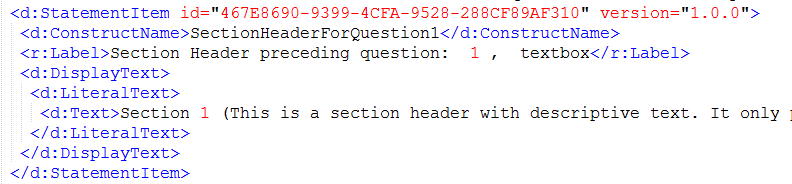 <d:StatementItem id="467E8690-9399-4CFA-9528-288CF89AF310" version="1.0.0">
<d:ConstructName>SectionHeaderForQuestion1</d:ConstructName>
<r:Label>Section Header preceding question:  1 ,  textbox</r:Label>
<d:DisplayText>
<d:LiteralText>
<d:Text>Section 1 (This is a section header with descriptive text. It only
</d:LiteralText>
</d:DisplayText>
</d:StatementItem>